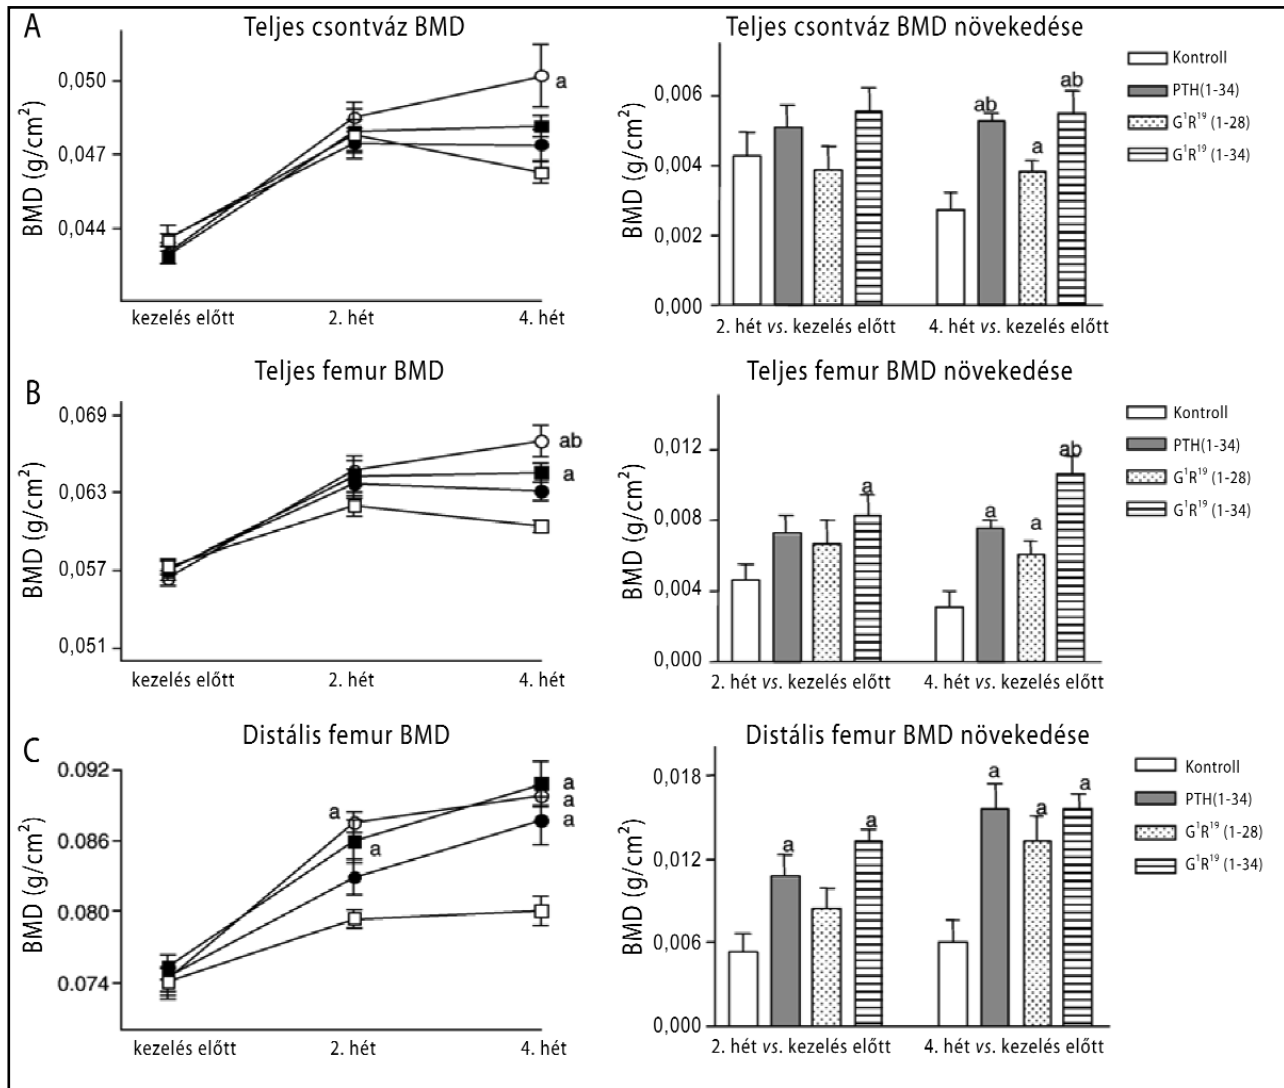 A
Teljes csontváz BMD
BMD (g/cm²)
0,050
0,047
0,044
a
kezelés előtt
2. hét
4. hét
Teljes csontváz BMD növekedése
BMD (g/cm²)
0,006
0,004
0,002
0,000
ab
a
ab
2. hét vs. kezelés előtt
4. hét vs. kezelés előtt
Kontroll
PTH(1-34)
G¹R¹⁹ (1-28)
G¹R¹⁹ (1-34)
B
Teljes femur BMD
BMD (g/cm²)
0,069
0,063
0,057
0,051
ab
a
kezelés előtt
2. hét
4. hét
Teljes femur BMD növekedése
BMD (g/cm²)
0,012
0,008
0,004
0,000
a
a
a
ab
2. hét vs. kezelés előtt
4. hét vs. kezelés előtt
Kontroll
PTH(1-34)
G¹R¹⁹ (1-28)
G¹R¹⁹ (1-34)
C
Distális femur BMD
BMD (g/cm²)
0.092
0.086
0.080
0.074
a
a
a
a
a
kezelés előtt
2. hét
4. hét
Distális femur BMD növekedése
BMD (g/cm²)
0,018
0,012
0,006
0,000
a
a
a
a
a
2. hét vs. kezelés előtt
4. hét vs. kezelés előtt
Kontroll
PTH(1-34)
G¹R¹⁹ (1-28)
G¹R¹⁹ (1-34)